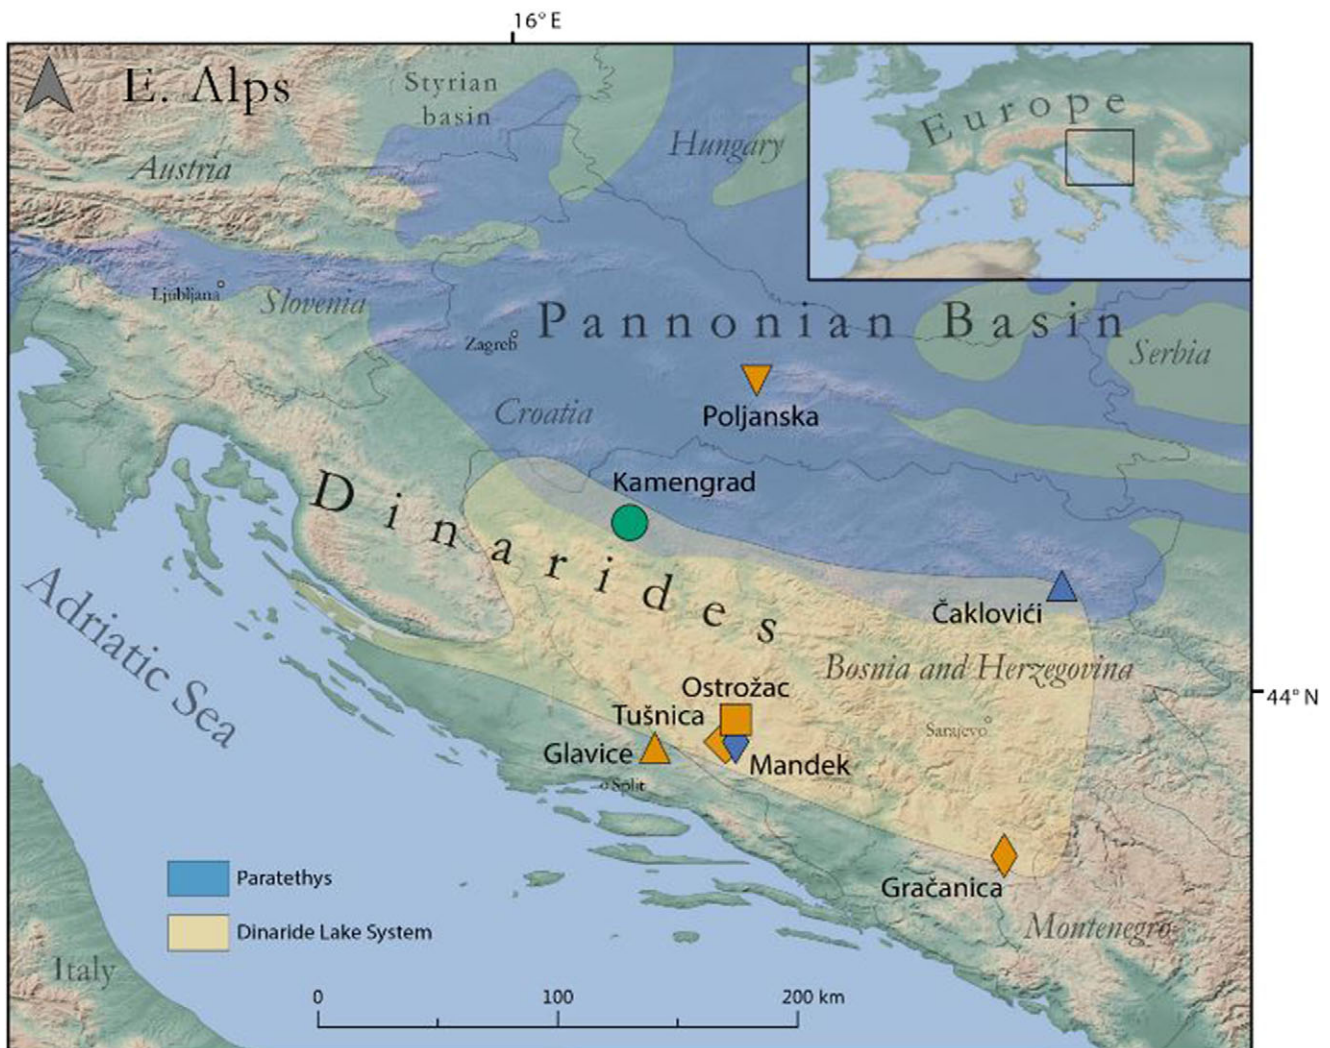 16° E
E. Alps
Styrian
basin
Hungary
Europe
Austria
Ljubljana
Slovenia
Zagreb
Pannonian Basin
Serbia
Croatia
Poljanska
Kamengrad
Dinarides
Čaklovići
Adriatic Sea
Bosnia and Herzegovina
Ostrožac
44° N
Tušnica
Sarajevo
Glavice
Mandek
Split
Gračanica
Paratethys
Montenegro
Dinaride Lake System
Italy
0 100 200 km